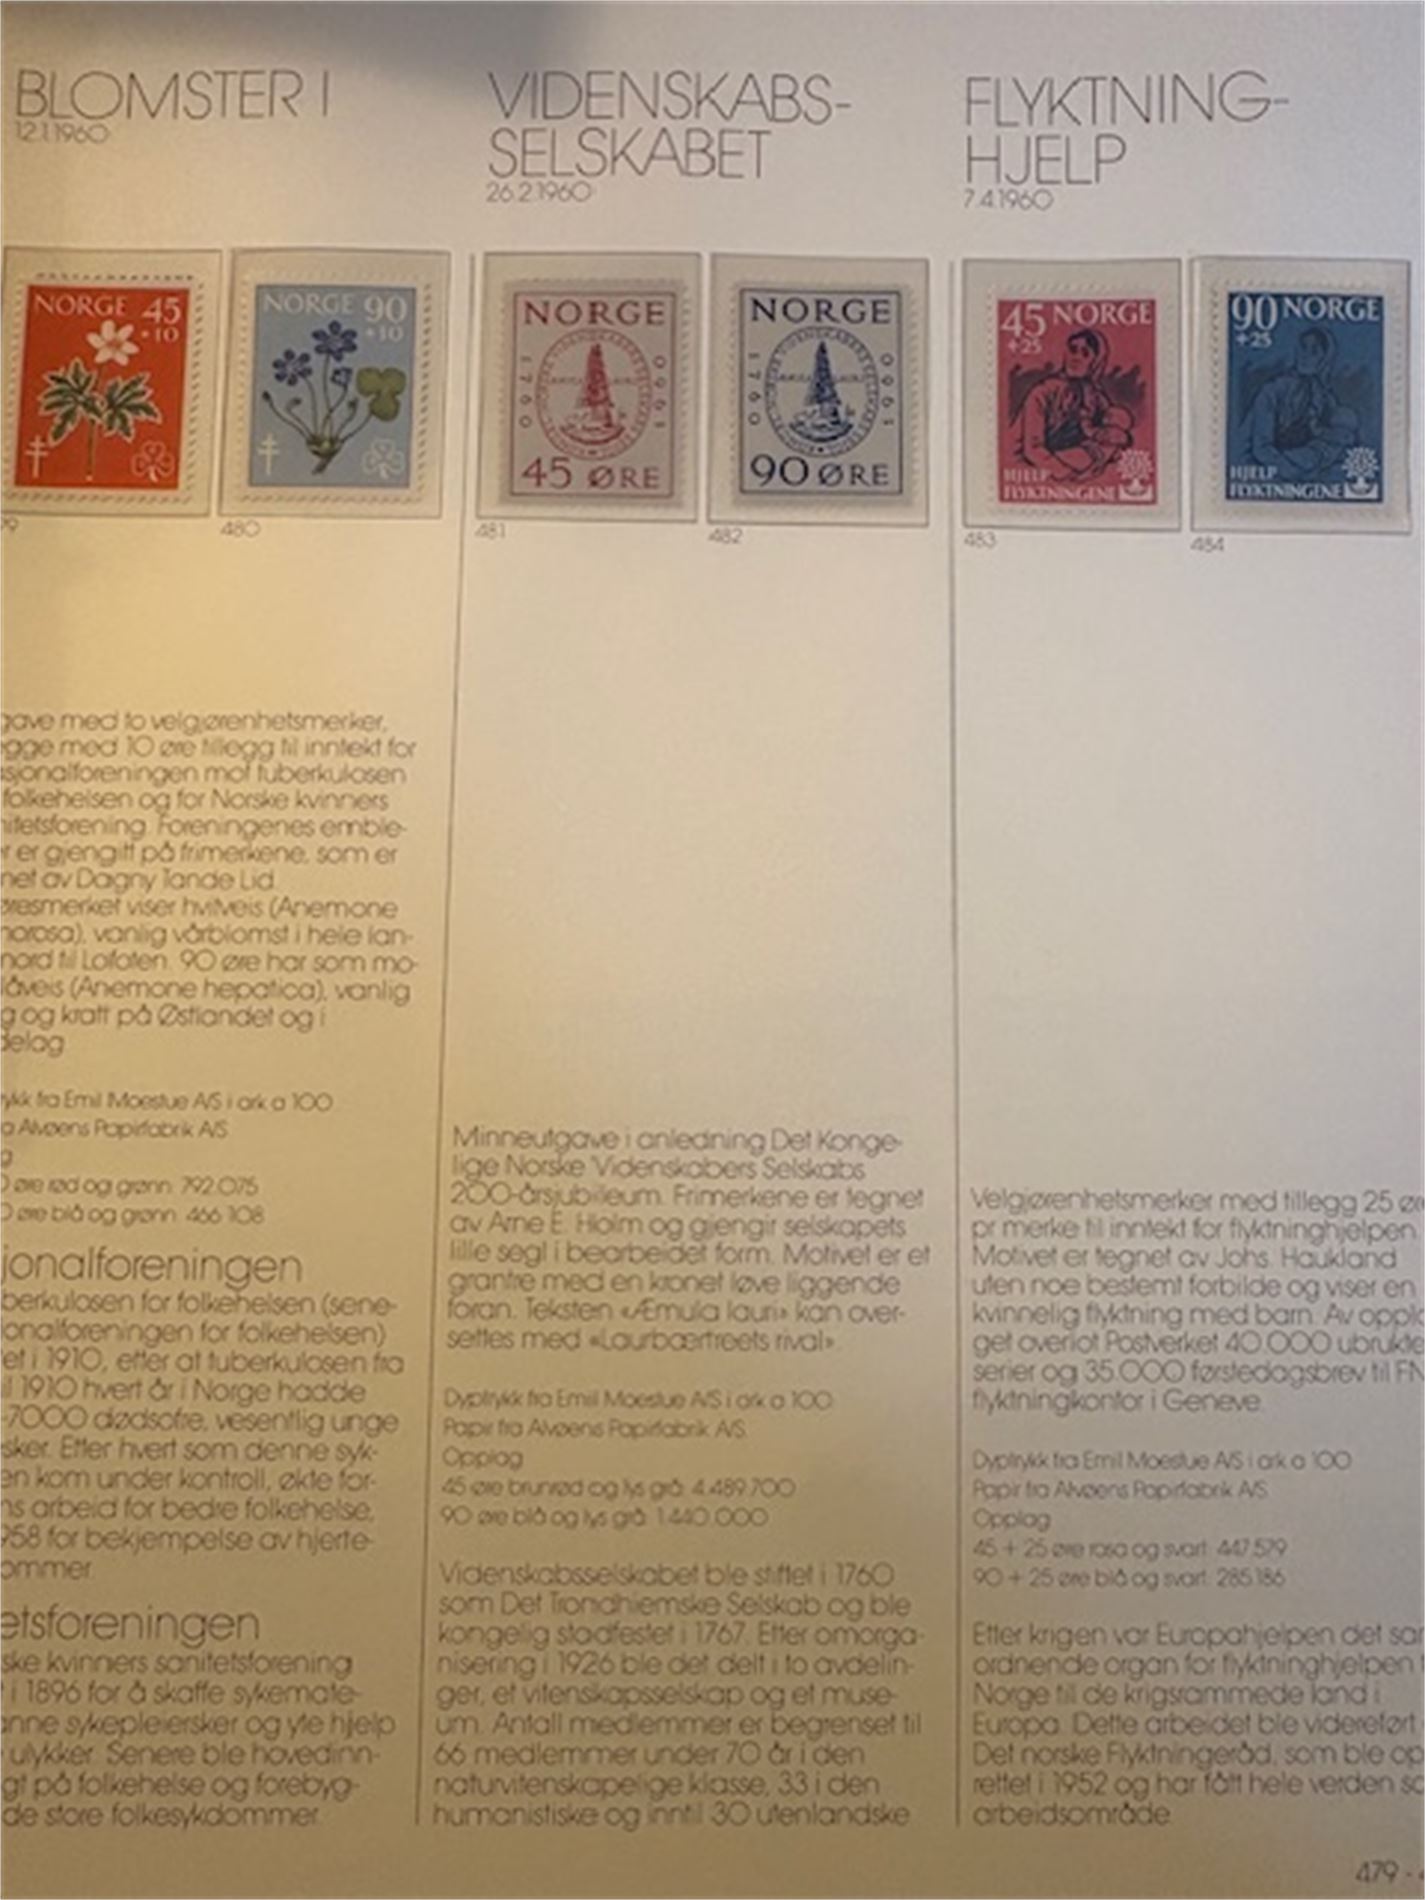 BLOMSTER I
12.1.1960
NORGE 45
+10
NORGE 90
+10
480
gave med to velgjørenhetsmerker,
gge med 10 øre tillegg til inntekt for
sjonalforeningen mot tuberkulosen
folkehelsen og for Norske kvinners
nitetsforening. Foreningenes emble-
r er gjengitt på frimerkene, som er
net av Dagny Tande Lid.
øresmerket viser hvitveis (Anemone
norosa), vanlig vårblomst i hele lan-
nord til Lofoten. 90 øre har som mo-
låveis (Anemone hepatica), vanlig
g og kratt på Østlandet og i
delag
ykk fra Emil Moestue A/S i ark a 100
a Alvøens Papirfabrik A/S
g
0 øre rød og grønn: 792.075
0 øre blå og grønn: 466.108
jonalforeningen
berkulosen for folkehelsen (sene-
onalforeningen for folkehelsen)
et i 1910, etter at tuberkulosen fra
il 1910 hvert år i Norge hadde
-7000 dødsofre, vesentlig unge
sker. Etter hvert som denne syk-
en kom under kontroll, økte for-
ns arbeid for bedre folkehelse,
958 for bekjempelse av hjerte-
ommer.
etsforeningen
ske kvinners sanitetsforening
t i 1896 for å skaffe sykemate-
anne sykepleiersker og yte hjelp
ulykker. Senere ble hovedinn-
gt på folkehelse og forebyg-
de store folkesykdommer.
VIDENSKABS-
SELSKABET
26.2.1960
NORGE
1760
1960
45 ØRE
481
NORGE
1760
1960
90 ØRE
482
Minneutgave i anledning Det Konge-
lige Norske Videnskabers Selskabs
200-årsjubileum. Frimerkene er tegnet
av Arne E. Holm og gjengir selskapets
lille segl i bearbeidet form. Motivet er et
grantre med en kronet løve liggende
foran. Teksten «Æmula lauri» kan over-
settes med «Laurbærtreets rival».
Dyptrykk fra Emil Moestue A/S i ark a 100
Papir fra Alvøens Papirfabrik A/S.
Opplag
45 øre brunrød og lys grå: 4.489.700
90 øre blå og lys grå: 1.440.000
Videnskabsselskabet ble stiftet i 1760
som Det Trondhiemske Selskab og ble
kongelig stadfestet i 1767. Etter omorga-
nisering i 1926 ble det delt i to avdelin-
ger, et vitenskapsselskap og et muse-
um. Antall medlemmer er begrenset til
66 medlemmer under 70 år i den
naturvitenskapelige klasse, 33 i den
humanistiske og inntil 30 utenlandske
FLYKTNING-
HJELP
7.4.1960
45 NORGE
+25
HJELP
FLYKTNINGENE
483
90 NORGE
+25
HJELP
FLYKTNINGENE
484
Velgjørenhetsmerker med tillegg 25 øre
pr merke til inntekt for flyktninghjelpen.
Motivet er tegnet av Johs. Haukland
uten noe bestemt forbilde og viser en
kvinnelig flyktning med barn. Av oppla
get overlot Postverket 40.000 ubrukte
serier og 35.000 førstedagsbrev til FN
flyktningkontor i Geneve.
Dyptrykk fra Emil Moestue A/S i ark a 100
Papir fra Alvøens Papirfabrik A/S
Opplag
45 + 25 øre rosa og svart: 447.579
90 + 25 øre blå og svart: 285.186
Etter krigen var Europahjelpen det sam
ordnende organ for flyktninghjelpen
Norge til de krigsrammede land i
Europa. Dette arbeidet ble videreført
Det norske Flyktningeråd, som ble op
rettet i 1952 og har fått hele verden so
arbeidsområde.
479 -